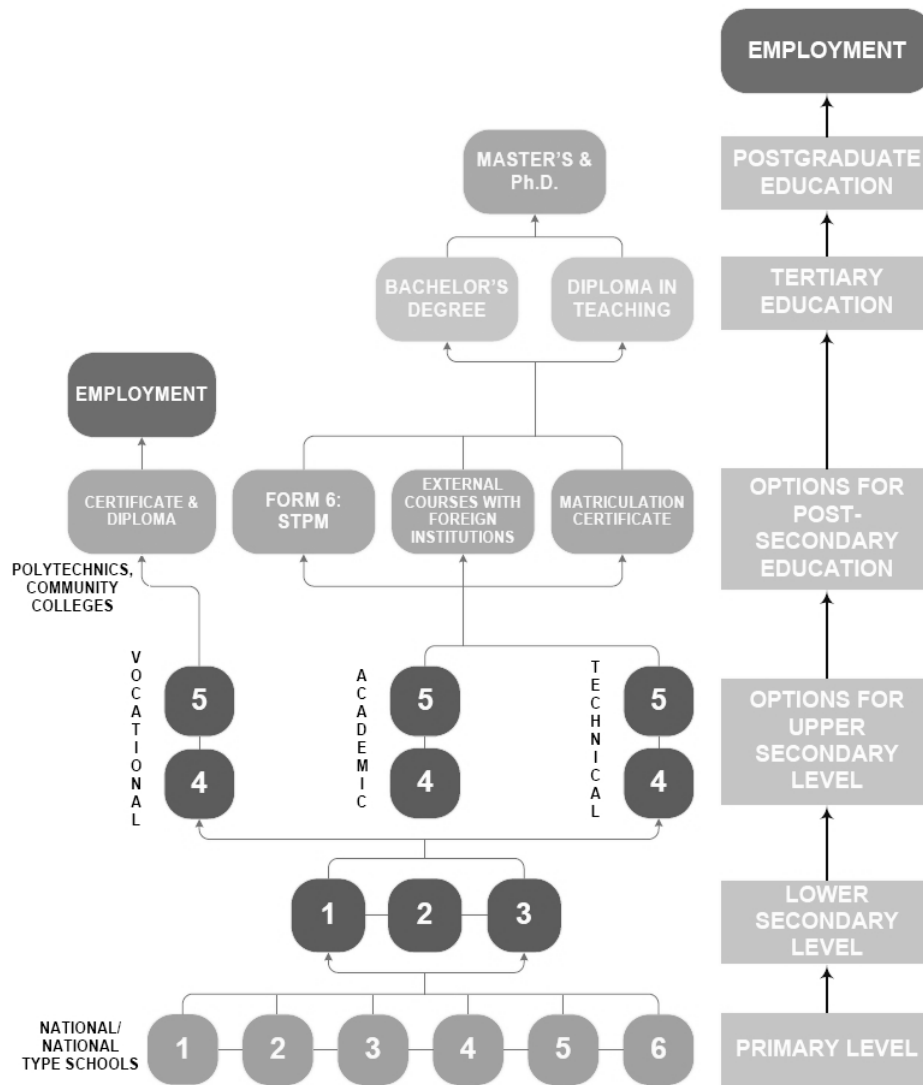 EMPLOYMENT
POSTGRADUATE
EDUCATION
MASTER'S &
Ph.D.
TERTIARY
EDUCATION
BACHELOR'S
DEGREE
DIPLOMA IN
TEACHING
EMPLOYMENT
CERTIFICATE &
DIPLOMA
FORM 6:
STPM
EXTERNAL
COURSES WITH
FOREIGN
INSTITUTIONS
MATRICULATION
CERTIFICATE
OPTIONS FOR
POST-
SECONDARY
EDUCATION
POLYTECHNICS,
COMMUNITY
COLLEGES
VOCATIONAL
5
4
ACADEMIC
5
4
TECHNICAL
5
4
OPTIONS FOR
UPPER
SECONDARY
LEVEL
1
2
3
LOWER
SECONDARY
LEVEL
NATIONAL/
NATIONAL
TYPE SCHOOLS
1
2
3
4
5
6
PRIMARY LEVEL